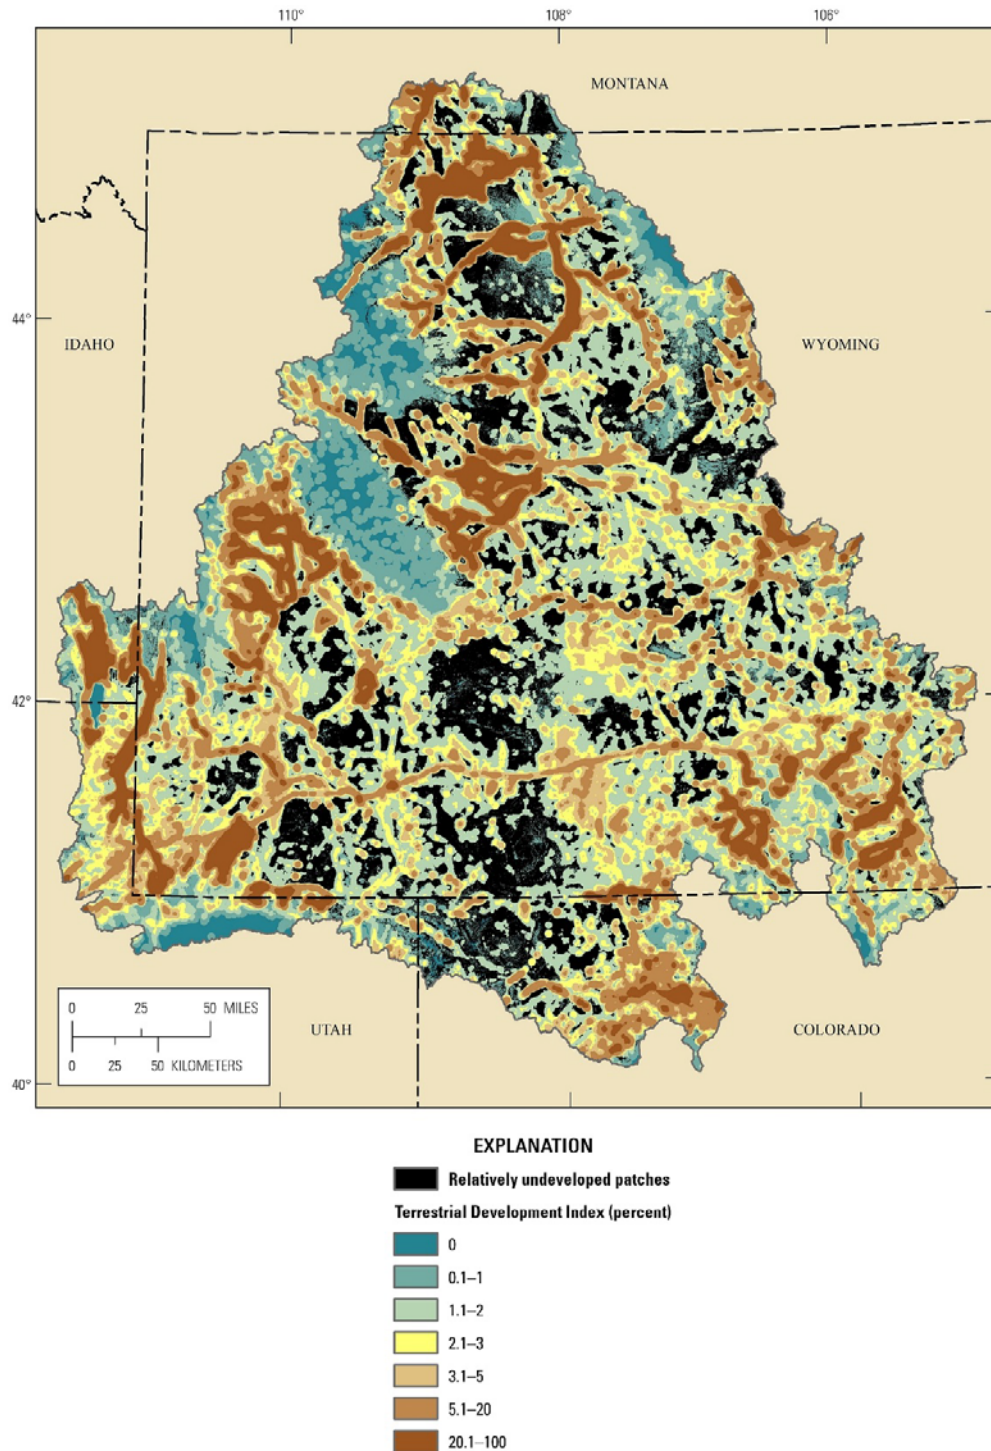 110° 108° 106°
MONTANA
44°
IDAHO WYOMING
42°
0 25 50 MILES
0 25 50 KILOMETERS
UTAH COLORADO
40°
EXPLANATION
Relatively undeveloped patches
Terrestrial Development Index (percent)
0
0.1–1
1.1–2
2.1–3
3.1–5
5.1–20
20.1–100